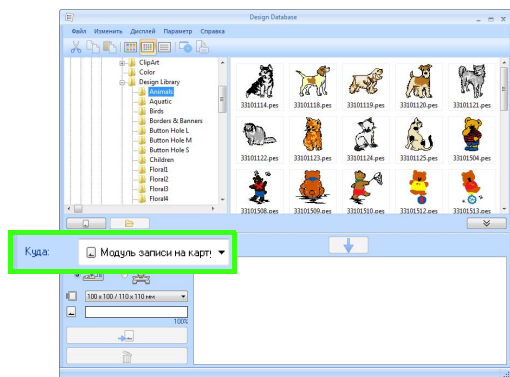 Design Database
Файл Изменить Дисплей Параметр Справка
ClipArt
Color
Design Library
Animals
Aquatic
Birds
Borders & Banners
Button Hole L
Button Hole M
Button Hole S
Children
Floral1
Floral2
Floral3
Floral4
33101114.pes 33101118.pes 33101119.pes 33101120.pes 33101121.pes
33101122.pes 33101123.pes 33101124.pes 33101125.pes 33101504.pes
33101508.pes 33101509.pes 33101510.pes 33101512.pes 33101513.pes
Куда: Модуль записи на карт
100 x 100 / 110 x 110 мм
100%